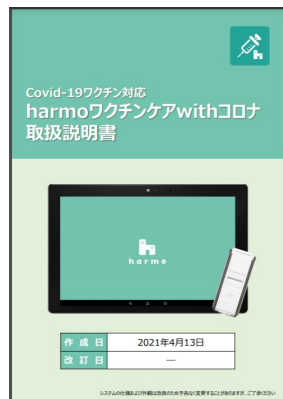 Covid-19ワクチン対応
harmoワクチンケアwithコロナ
取扱説明書
harmo
作成日 2021年4月13日
改訂日 ―
システムの仕様および外観は改良のため予告なく変更することがありますが、ご了承ください